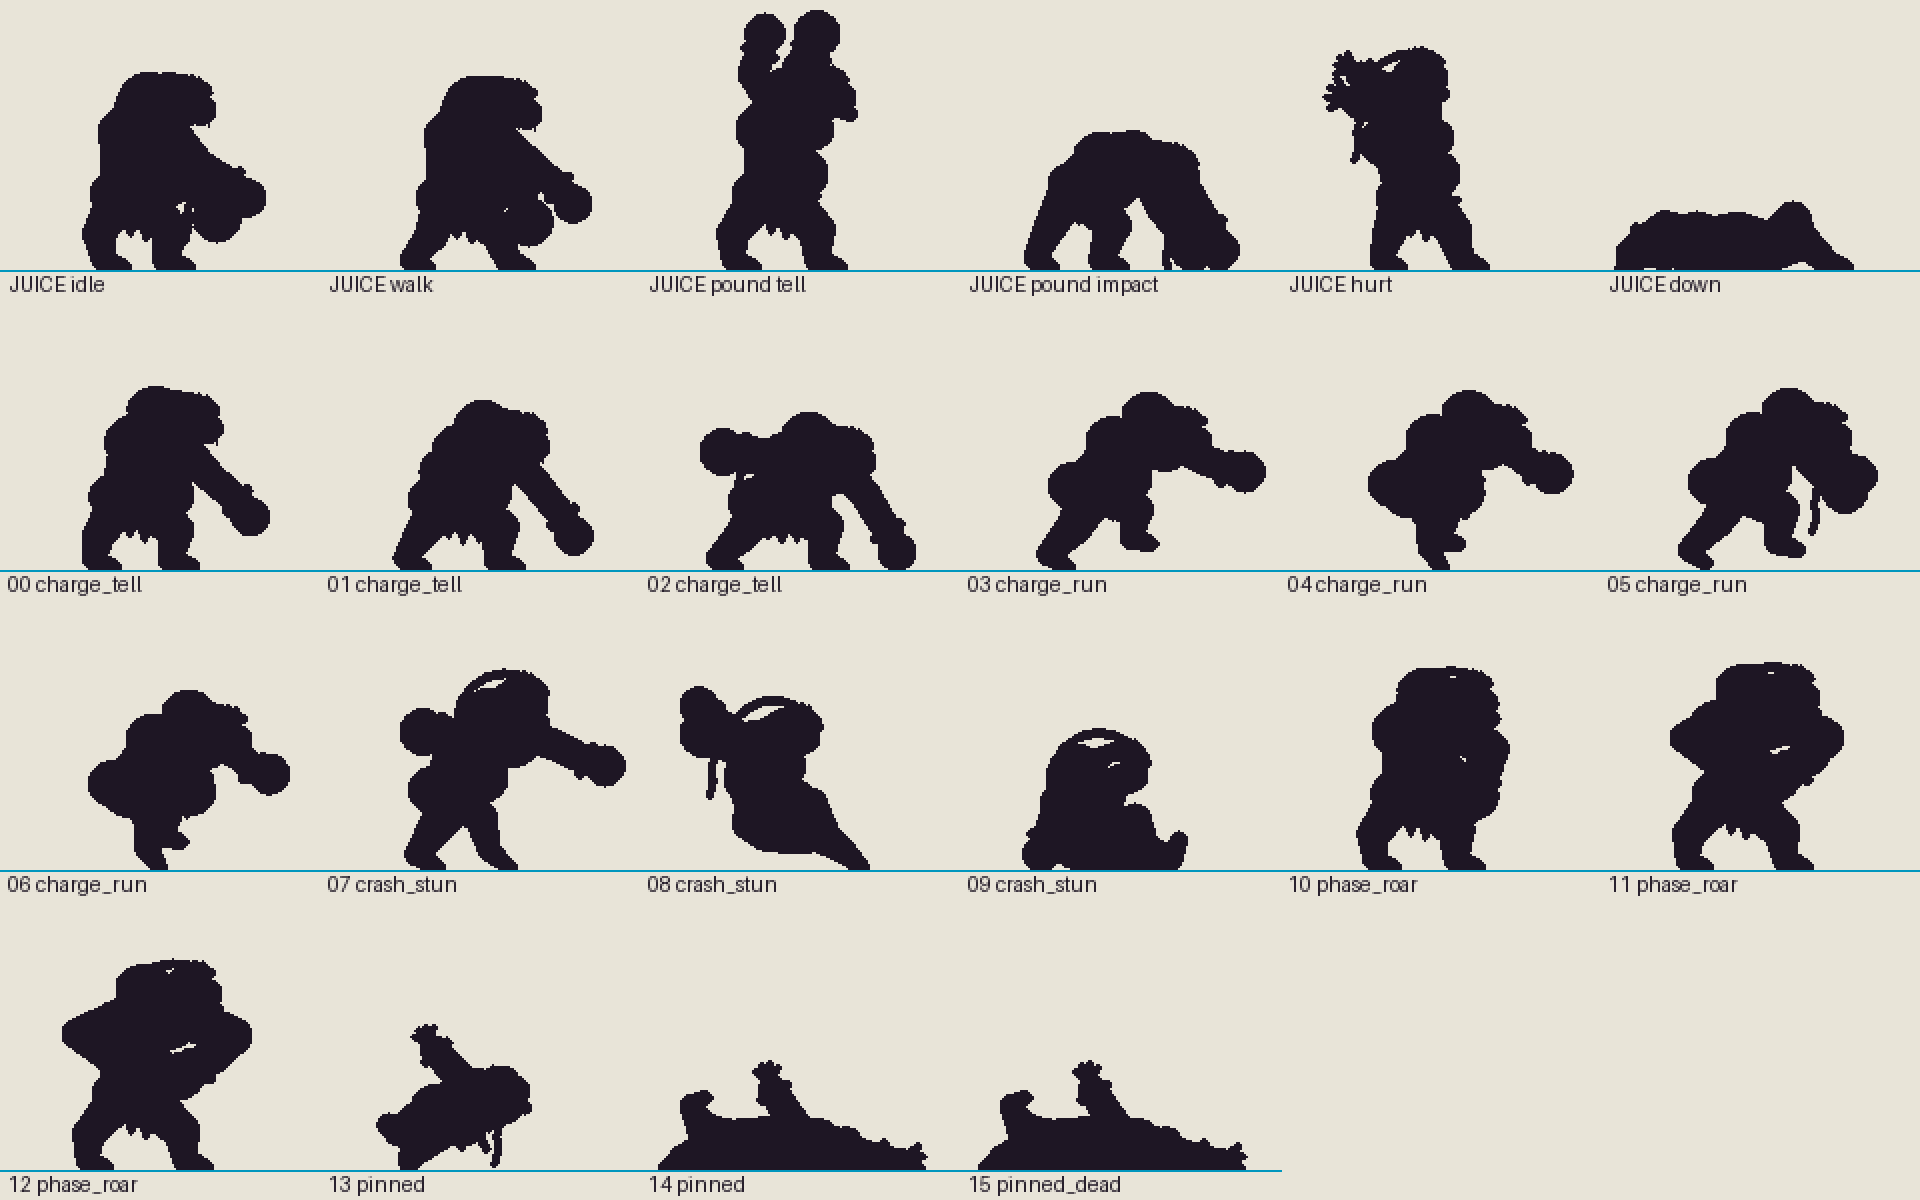 JUICE idle
JUICE walk
JUICE pound tell
JUICE pound impact
JUICE hurt
JUICE down
00 charge_tell
01 charge_tell
02 charge_tell
03 charge_run
04 charge_run
05 charge_run
06 charge_run
07 crash_stun
08 crash_stun
09 crash_stun
10 phase_roar
11 phase_roar
12 phase_roar
13 pinned
14 pinned
15 pinned_dead